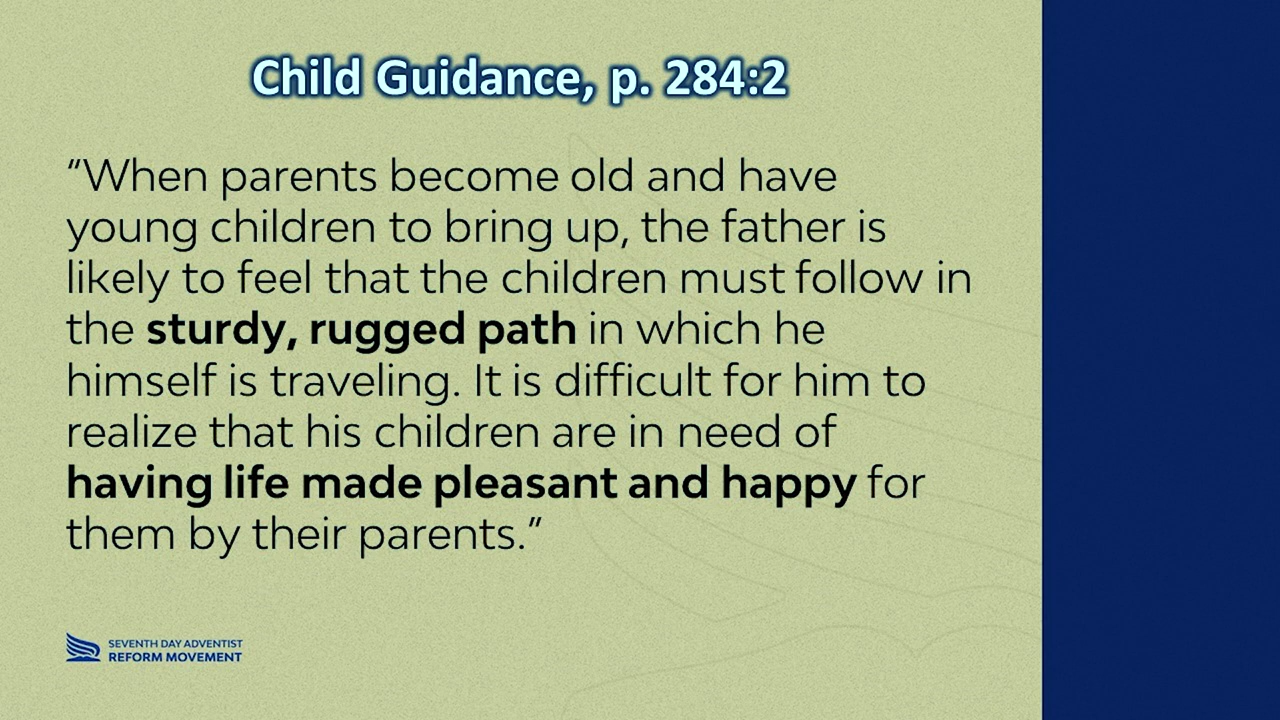 Child Guidance, p. 284:2
“When parents become old and have
young children to bring up, the father is
likely to feel that the children must follow in
the sturdy, rugged path in which he
himself is traveling. It is difficult for him to
realize that his children are in need of
having life made pleasant and happy for
them by their parents.”
SEVENTH DAY ADVENTIST
REFORM MOVEMENT